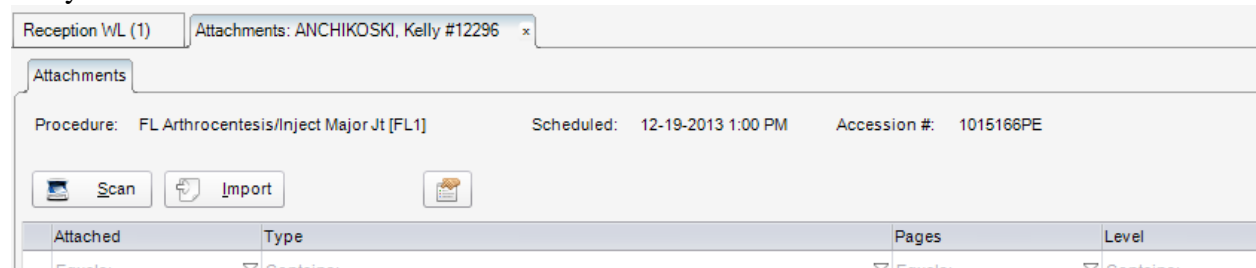 Reception WL (1) Attachments: ANCHIKOSKI, Kelly #12296 x
Attachments
Procedure: FL Arthrocentesis/Inject Major Jt [FL1] Scheduled: 12-19-2013 1:00 PM Accession #: 1015166PE
Scan Import
Attached Type Pages Level